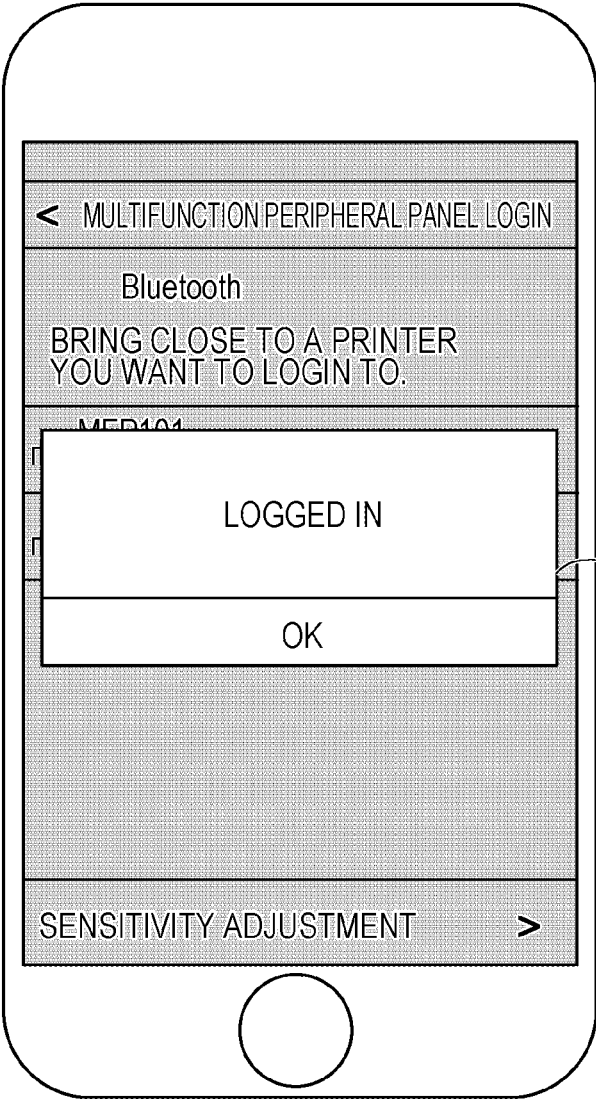 < MULTIFUNCTION PERIPHERAL PANEL LOGIN
Bluetooth
BRING CLOSE TO A PRINTER
YOU WANT TO LOGIN TO.
MFP101
LOGGED IN
OK
SENSITIVITY ADJUSTMENT >